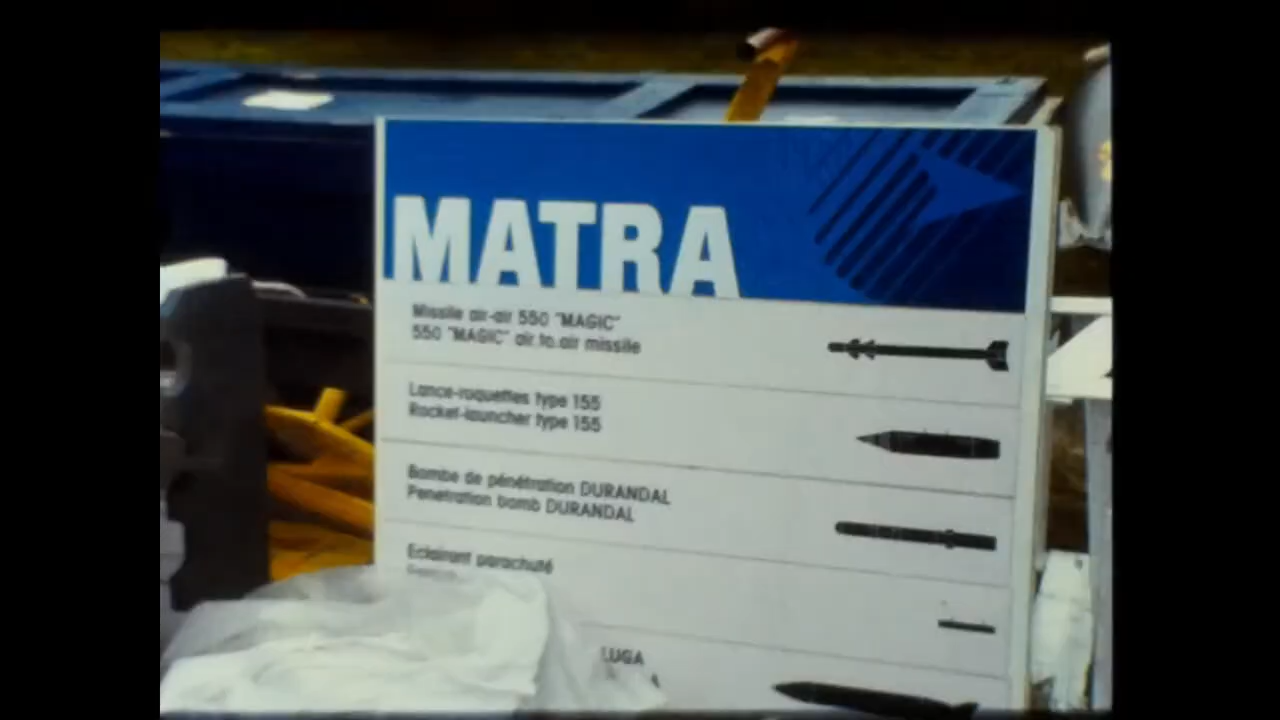 MATRA
Missile air-air 550 "MAGIC"
550 "MAGIC" air to air missile
Lance-roquettes type 155
Rocket-launcher type 155
Bombe de pénétration DURANDAL
Penetration bomb DURANDAL
Eclairant parachuté
LUGA